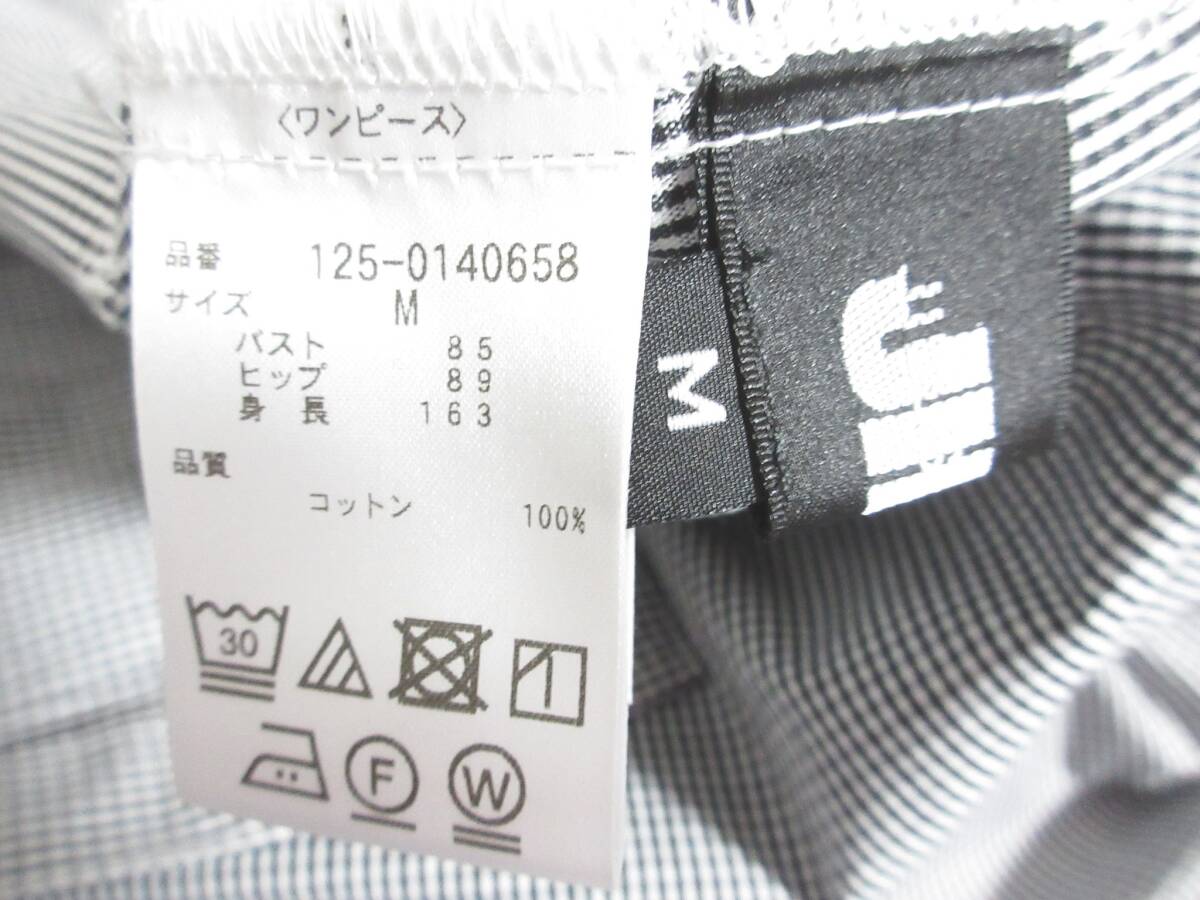 〈ワンピース〉
品番 125-0140658
サイズ M
バスト 85
ヒップ 89
身長 163
品質
コットン 100%
30
F
W
M